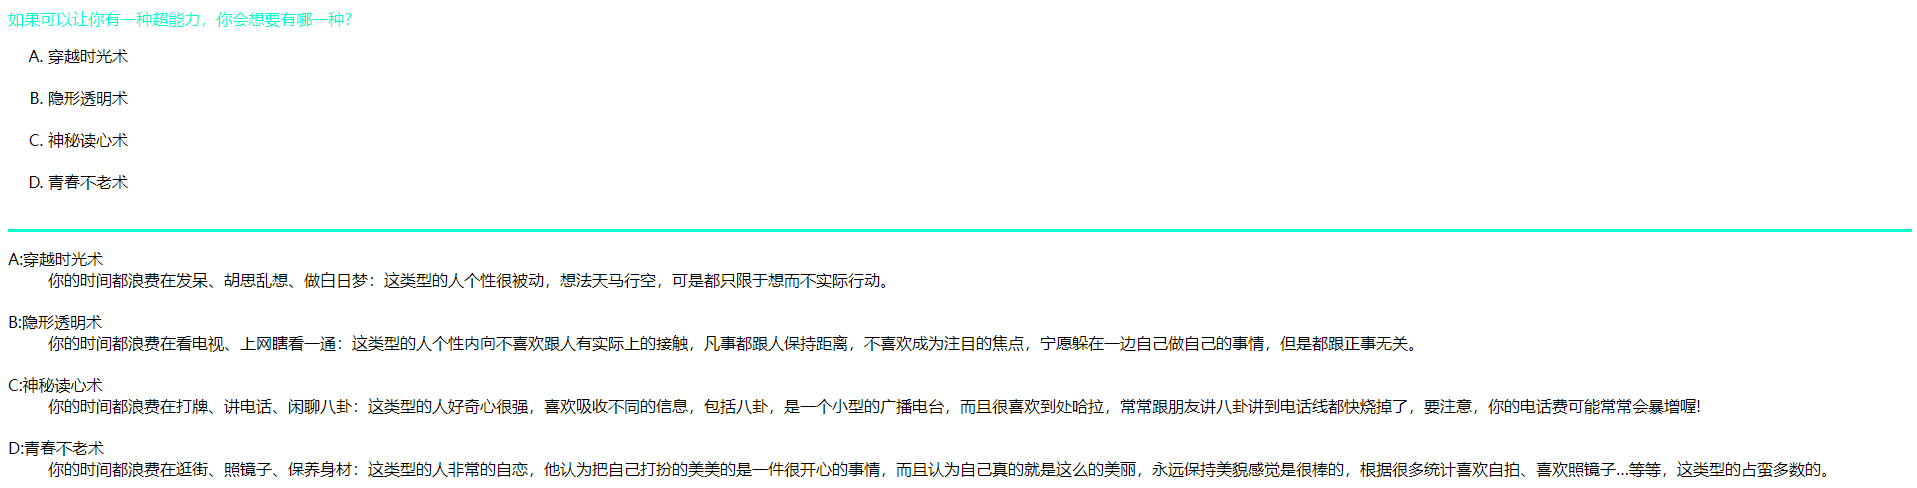 如果可以让你有一种超能力，你会想要有哪一种？
A. 穿越时光术
B. 隐形透明术
C. 神秘读心术
D. 青春不老术
A:穿越时光术
你的时间都浪费在发呆、胡思乱想、做白日梦：这类型的人个性很被动，想法天马行空，可是都只限于想而不实际行动。
B:隐形透明术
你的时间都浪费在看电视、上网瞎看一通：这类型的人个性内向不喜欢跟人有实际上的接触，凡事都跟人保持距离，不喜欢成为注目的焦点，宁愿躲在一边自己做自己的事情，但是都跟正事无关。
C:神秘读心术
你的时间都浪费在打牌、讲电话、闲聊八卦：这类型的人好奇心很强，喜欢吸收不同的信息，包括八卦，是一个小型的广播电台，而且很喜欢到处哈拉，常常跟朋友讲八卦讲到电话线都快烧掉了，要注意，你的电话费可能常常会暴增喔!
D:青春不老术
你的时间都浪费在逛街、照镜子、保养身材：这类型的人非常的自恋，他认为把自己打扮的美美的是一件很开心的事情，而且认为自己真的就是这么的美丽，永远保持美貌感觉是很棒的，根据很多统计喜欢自拍、喜欢照镜子...等等，这类型的占蛮多数的。